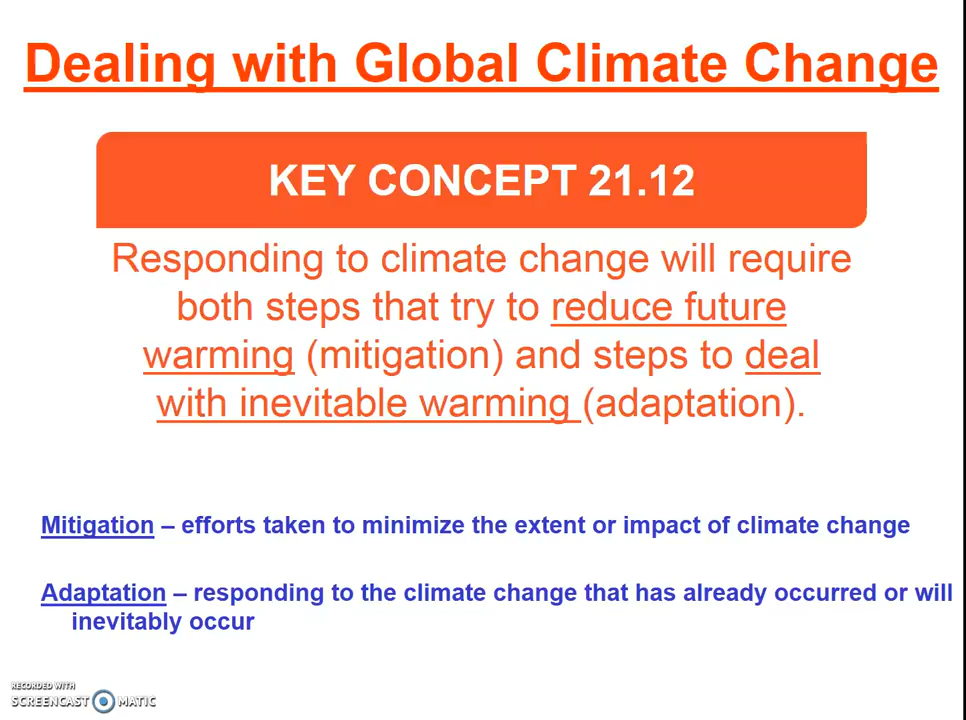 Dealing with Global Climate Change
KEY CONCEPT 21.12
Responding to climate change will require
both steps that try to reduce future
warming (mitigation) and steps to deal
with inevitable warming (adaptation).
Mitigation – efforts taken to minimize the extent or impact of climate change
Adaptation – responding to the climate change that has already occurred or will
inevitably occur
RECORDED WITH
SCREENCAST MATIC